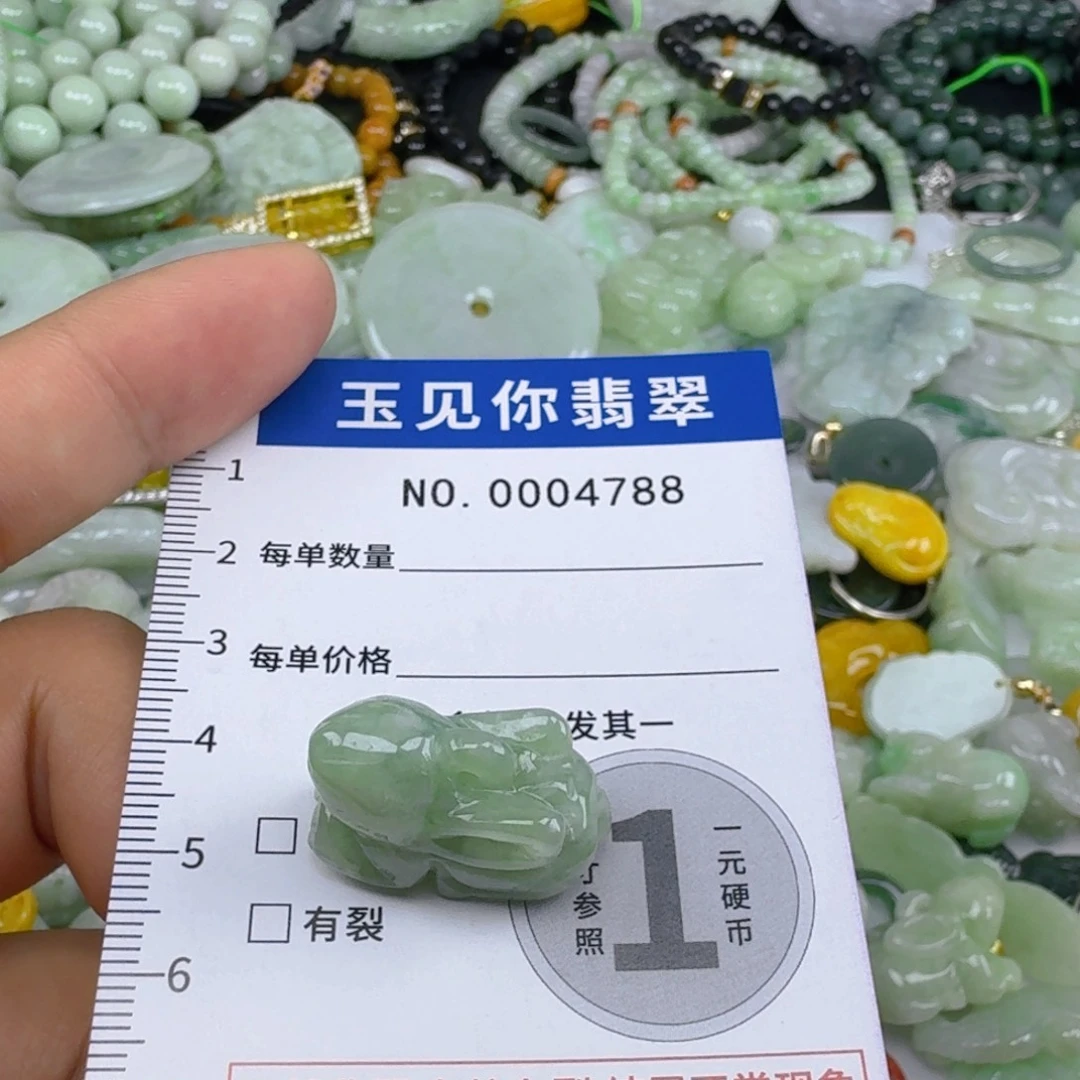 玉见你翡翠
NO. 0004788
1
2 每单数量
3 每单价格
发其一
4
5
一元硬币
1
参照
有裂
6